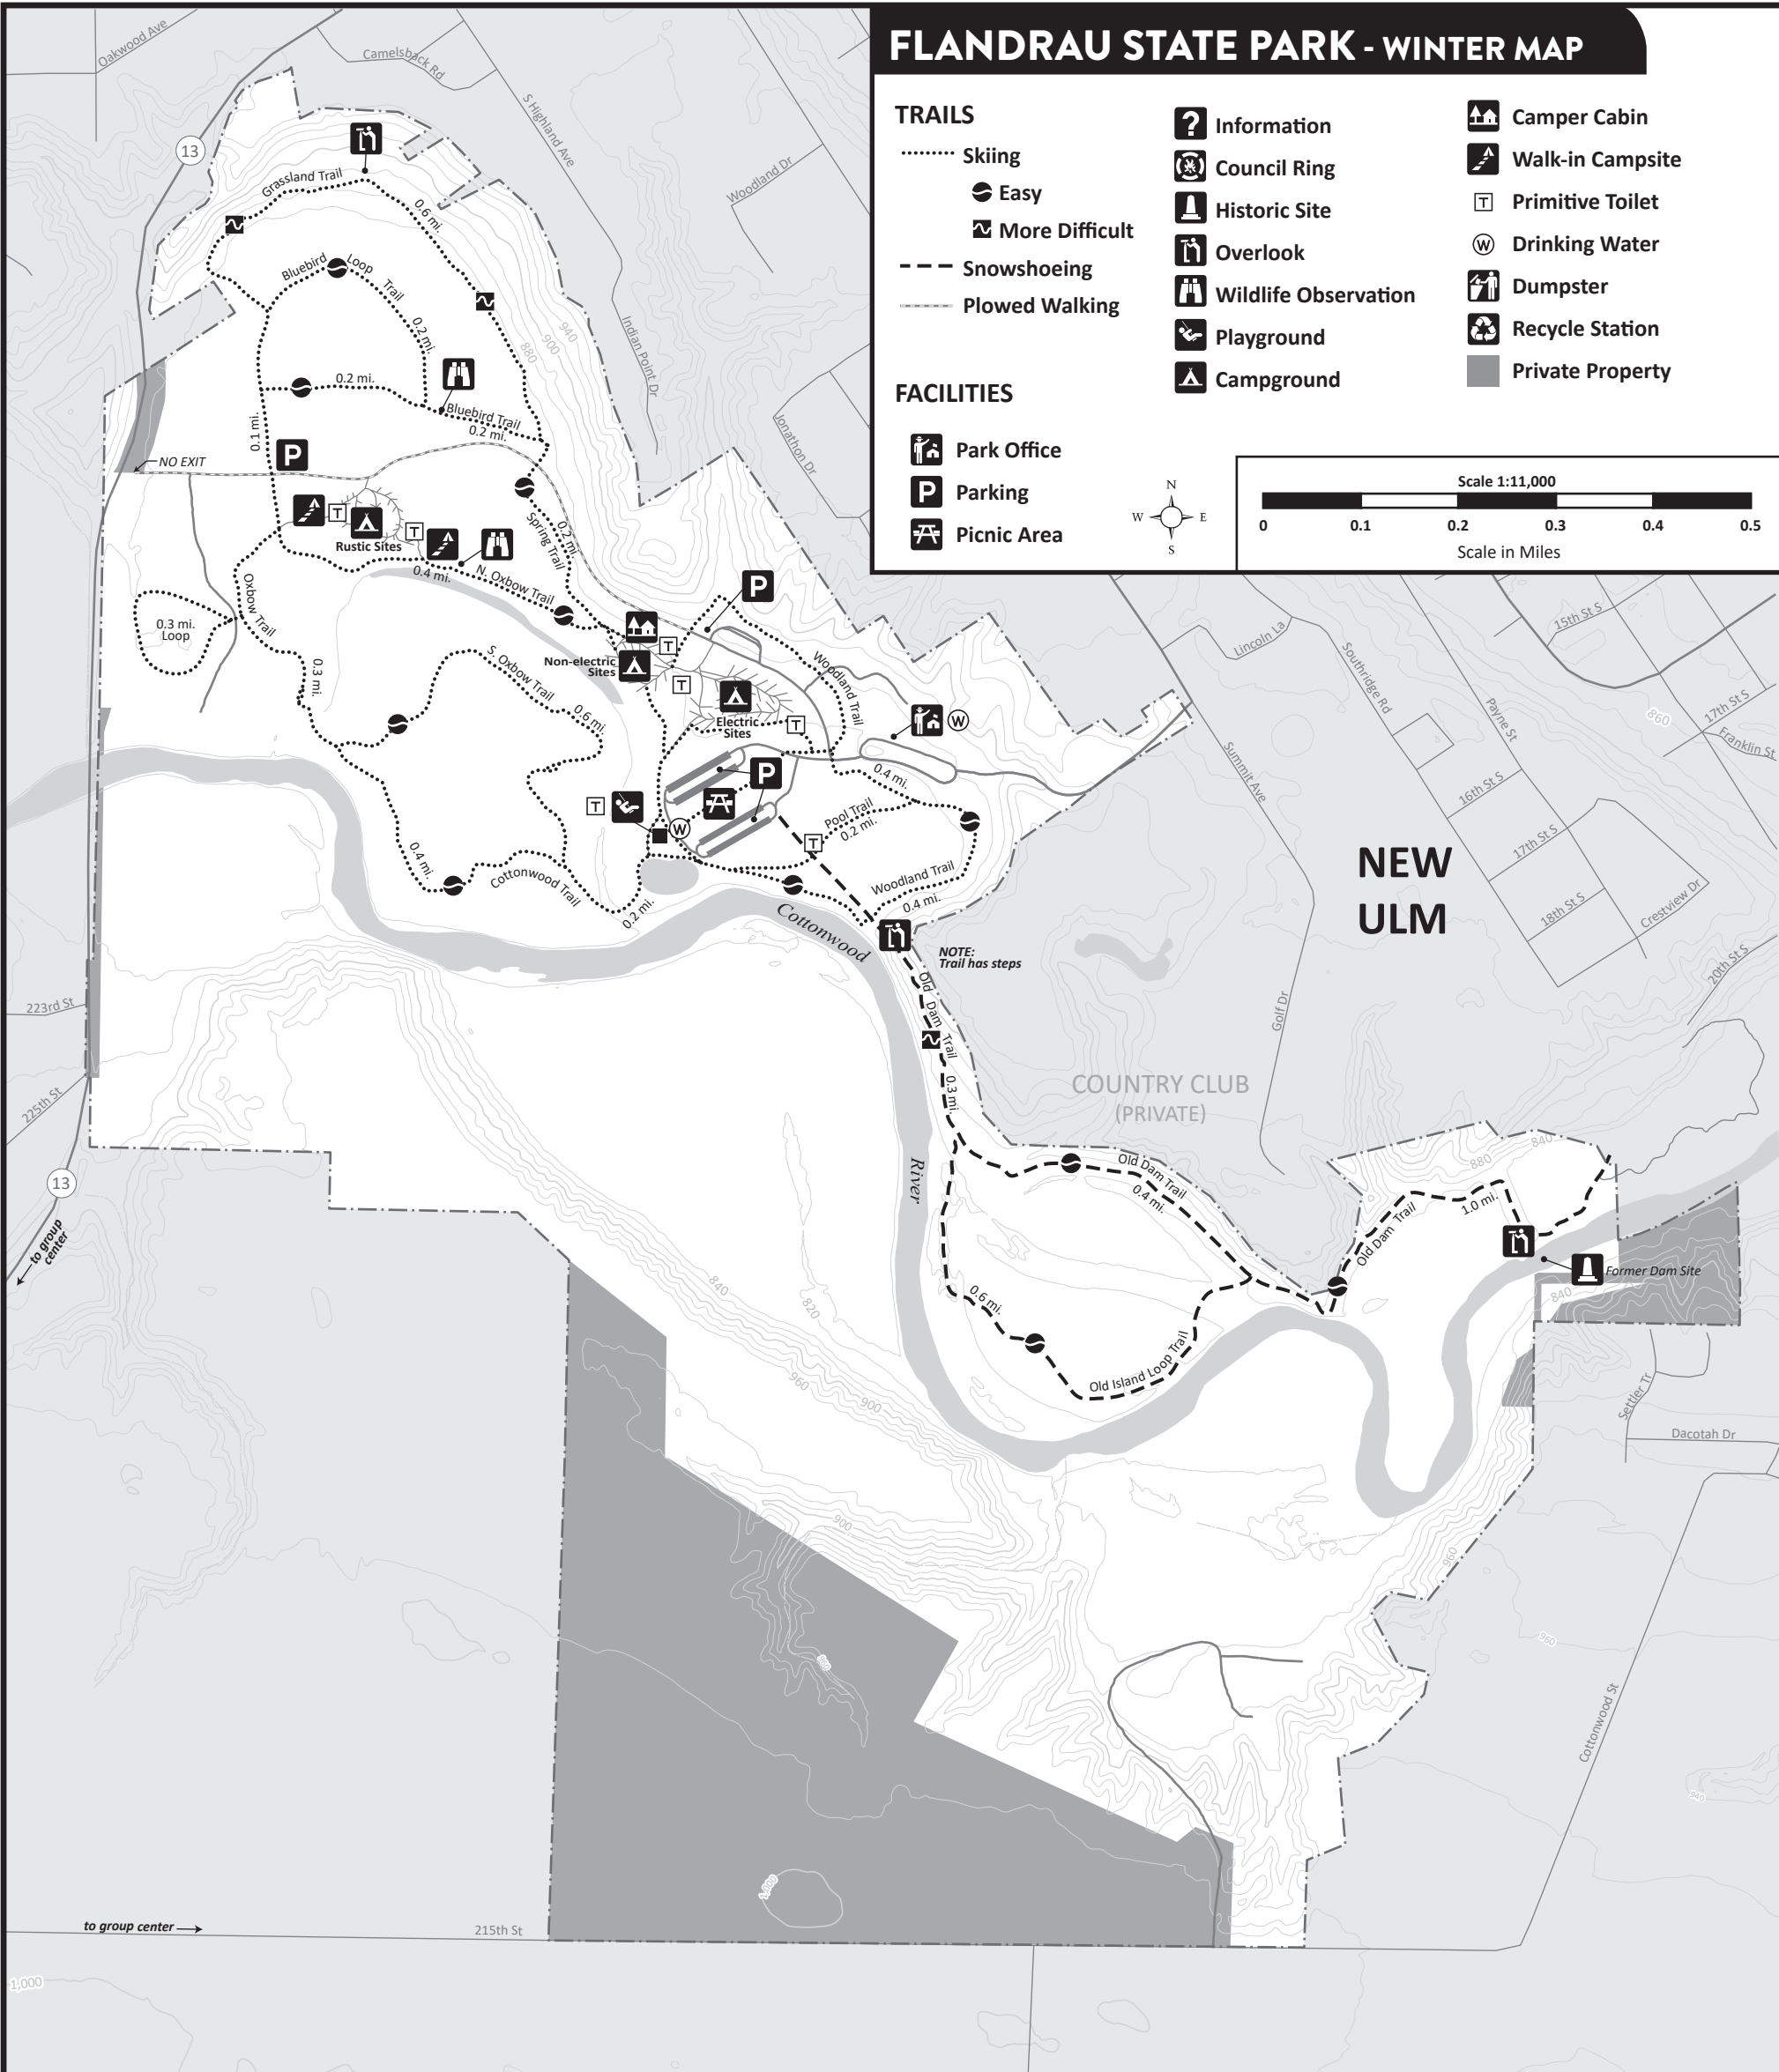 FLANDRAU STATE PARK - WINTER MAP
TRAILS
Skiing
Easy
More Difficult
Snowshoeing
Plowed Walking
FACILITIES
Park Office
P
Parking
Picnic Area
?
Information
Council Ring
Historic Site
Overlook
Wildlife Observation
Playground
Campground
Camper Cabin
Walk-in Campsite
T
Primitive Toilet
W
Drinking Water
Dumpster
Recycle Station
Private Property
N
W
E
S
Scale 1:11,000
0
0.1
0.2
0.3
0.4
0.5
Scale in Miles
Oakwood Ave
Camelsback Rd
S Highland Ave
Woodland Dr
Indian Point Dr
Jonathon Dr
13
Grassland Trail
0.6 mi.
Bluebird Loop Trail
0.2 mi.
940
900
880
0.2 mi.
Bluebird Trail
0.2 mi.
0.1 mi.
P
NO EXIT
T
T
Rustic Sites
Spring Trail
0.2 mi.
0.4 mi.
N. Oxbow Trail
Oxbow Trail
0.3 mi.
Loop
0.3 mi.
P
T
Non-electric
Sites
T
S. Oxbow Trail
0.6 mi.
Electric
Sites
T
Woodland Trail
W
P
0.4 mi.
T
W
Pool Trail
0.2 mi.
T
0.4 mi.
Cottonwood Trail
0.2 mi.
Woodland Trail
0.4 mi.
Cottonwood
River
NOTE:
Trail has steps
Old Dam Trail
0.3 mi.
COUNTRY CLUB
(PRIVATE)
NEW
ULM
Lincoln La
Southridge Rd
Summit Ave
Payne St
15th St S
17th St S
Franklin St
860
16th St S
17th St S
18th St S
Crestview Dr
20th St S
Golf Dr
223rd St
225th St
13
to group
center
Old Dam Trail
0.4 mi.
Old Dam Trail
1.0 mi.
880
840
Former Dam Site
840
0.6 mi.
Old Island Loop Trail
840
820
960
900
900
Settler Tr
Dacotah Dr
960
960
980
Cottonwood St
940
1,000
to group center
215th St
1,000